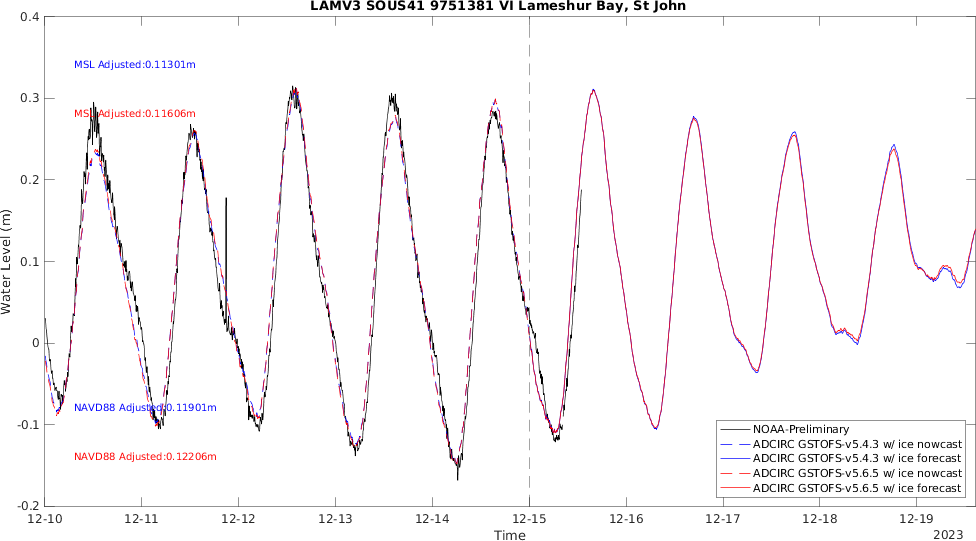 LAMV3 SOUS41 9751381 VI Lameshur Bay, St John
0.4
0.3
0.2
0.1
0
-0.1
-0.2
Water Level (m)
MSL Adjusted:0.11301m
MSL Adjusted:0.11606m
NAVD88 Adjusted:0.11901m
NAVD88 Adjusted:0.12206m
NOAA-Preliminary
ADCIRC GSTOFS-v5.4.3 w/ ice nowcast
ADCIRC GSTOFS-v5.4.3 w/ ice forecast
ADCIRC GSTOFS-v5.6.5 w/ ice nowcast
ADCIRC GSTOFS-v5.6.5 w/ ice forecast
12-10 12-11 12-12 12-13 12-14 12-15 12-16 12-17 12-18 12-19
Time
2023